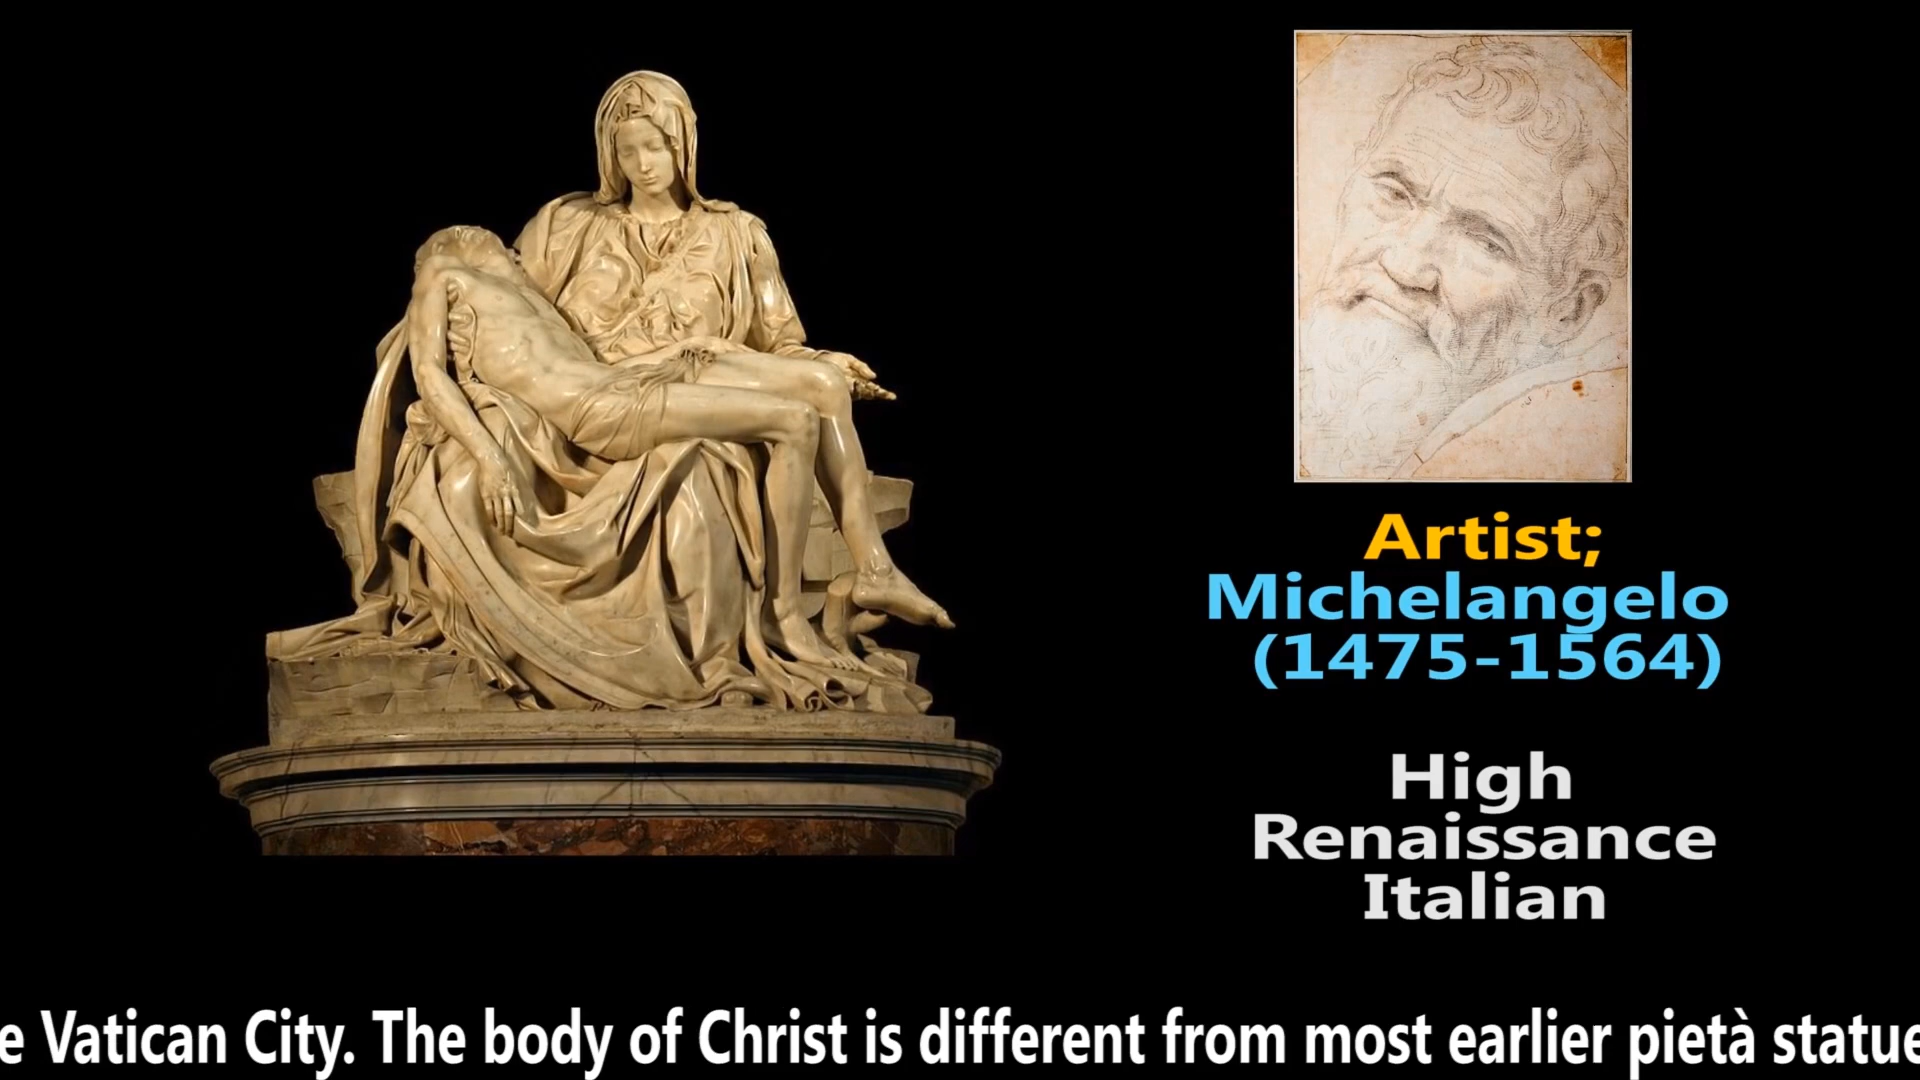 Artist;
Michelangelo
(1475-1564)
High
Renaissance
Italian
e Vatican City. The body of Christ is different from most earlier pietà statue